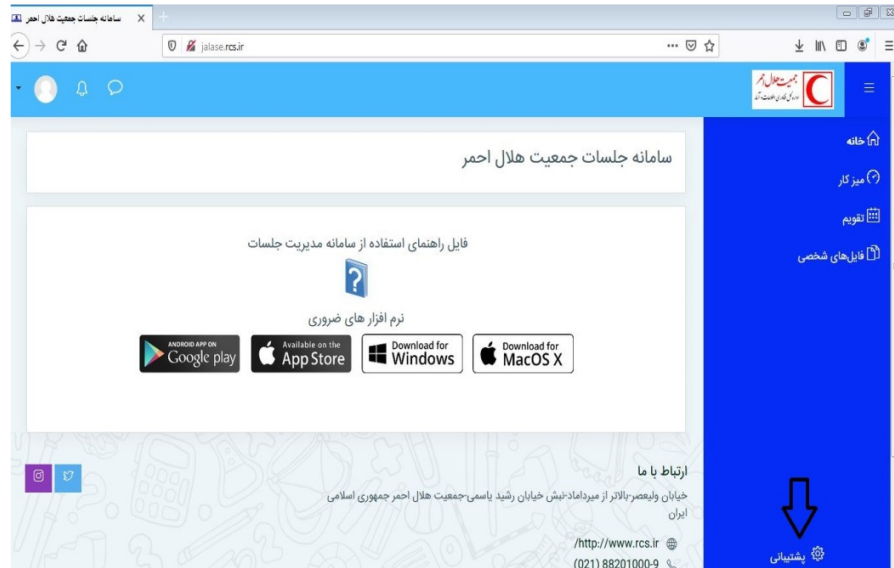 سامانه جلسات جمعیت هلال احمر
jalase.rcs.ir
جمعیت هلال احمر
خانه
میز کار
تقویم
فایل‌های شخصی
پشتیبانی
سامانه جلسات جمعیت هلال احمر
فایل راهنمای استفاده از سامانه مدیریت جلسات
?
نرم افزار های ضروری
ANDROID APP ON
Google play
Available on the
App Store
Download for
Windows
Download for
MacOS X
ارتباط با ما
خیابان ولیعصر-بالاتر از میرداماد-نبش خیابان رشید یاسمی-جمعیت هلال احمر جمهوری اسلامی
ایران
http://www.rcs.ir/
(021) 88201000-9